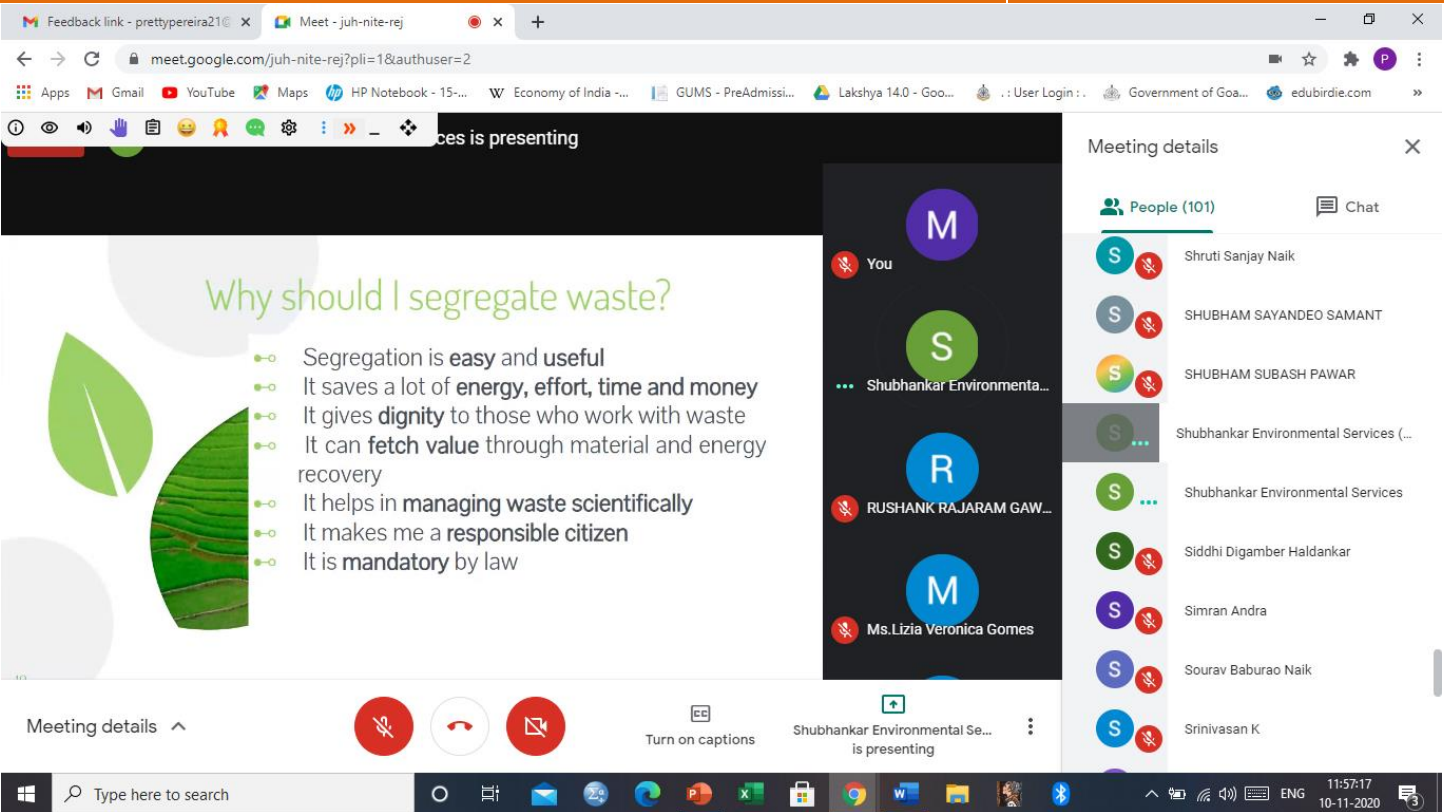 Feedback link - prettypereira21@
Meet - juh-nite-rej
meet.google.com/juh-nite-rej?pli=1&authuser=2
P
Apps Gmail YouTube Maps HP Notebook - 15-... Economy of India -... GUMS - PreAdmissi... Lakshya 14.0 - Goo... .: User Login : . Government of Goa... edubirdie.com »
ces is presenting
Why should I segregate waste?
Segregation is easy and useful
It saves a lot of energy, effort, time and money
It gives dignity to those who work with waste
It can fetch value through material and energy
recovery
It helps in managing waste scientifically
It makes me a responsible citizen
It is mandatory by law
M
You
S
Shubhankar Environmenta...
R
RUSHANK RAJARAM GAW...
M
Ms.Lizia Veronica Gomes
Meeting details
People (101)
Chat
S Shruti Sanjay Naik
S SHUBHAM SAYANDEO SAMANT
S SHUBHAM SUBASH PAWAR
S Shubhankar Environmental Services (...
S Shubhankar Environmental Services
S Siddhi Digamber Haldankar
S Simran Andra
S Sourav Baburao Naik
S Srinivasan K
Meeting details
CC
Turn on captions
Shubhankar Environmental Se...
is presenting
Type here to search
ENG
11:57:17
10-11-2020
3